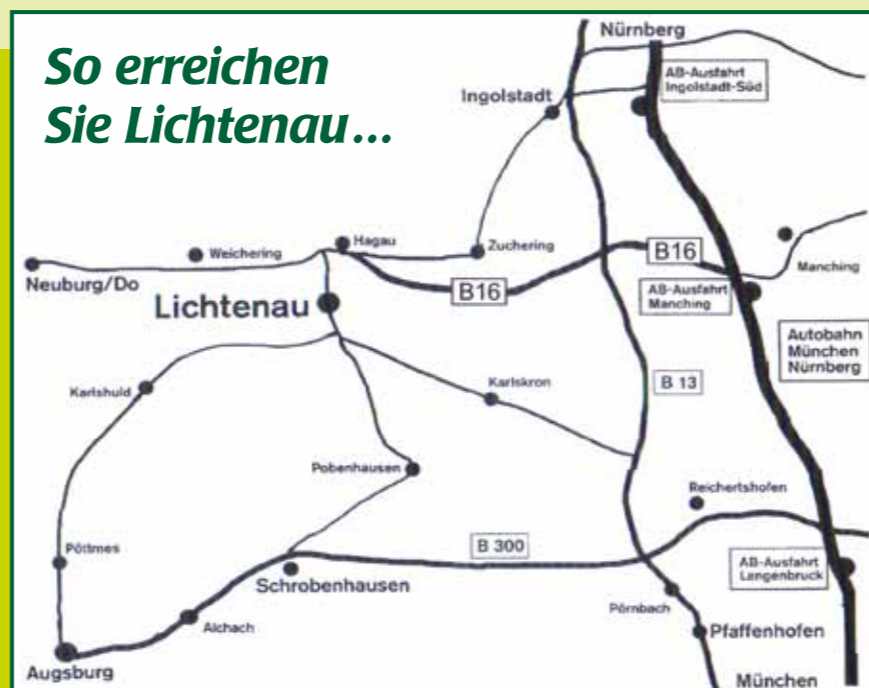 So erreichen
Sie Lichtenau...
Nürnberg
AB-Ausfahrt
Ingolstadt-Süd
Ingolstadt
Hagau
Weichering
Zuchering
B16
Manching
Neuburg/Do
B16
AB-Ausfahrt
Manching
Lichtenau
Autobahn
München
Nürnberg
Karlshuld
Karlskron
B 13
Pobenhausen
Reichertshofen
B 300
Pöttmes
AB-Ausfahrt
Langenbruck
Schrobenhausen
Aichach
Pörnbach
Pfaffenhofen
Augsburg
München